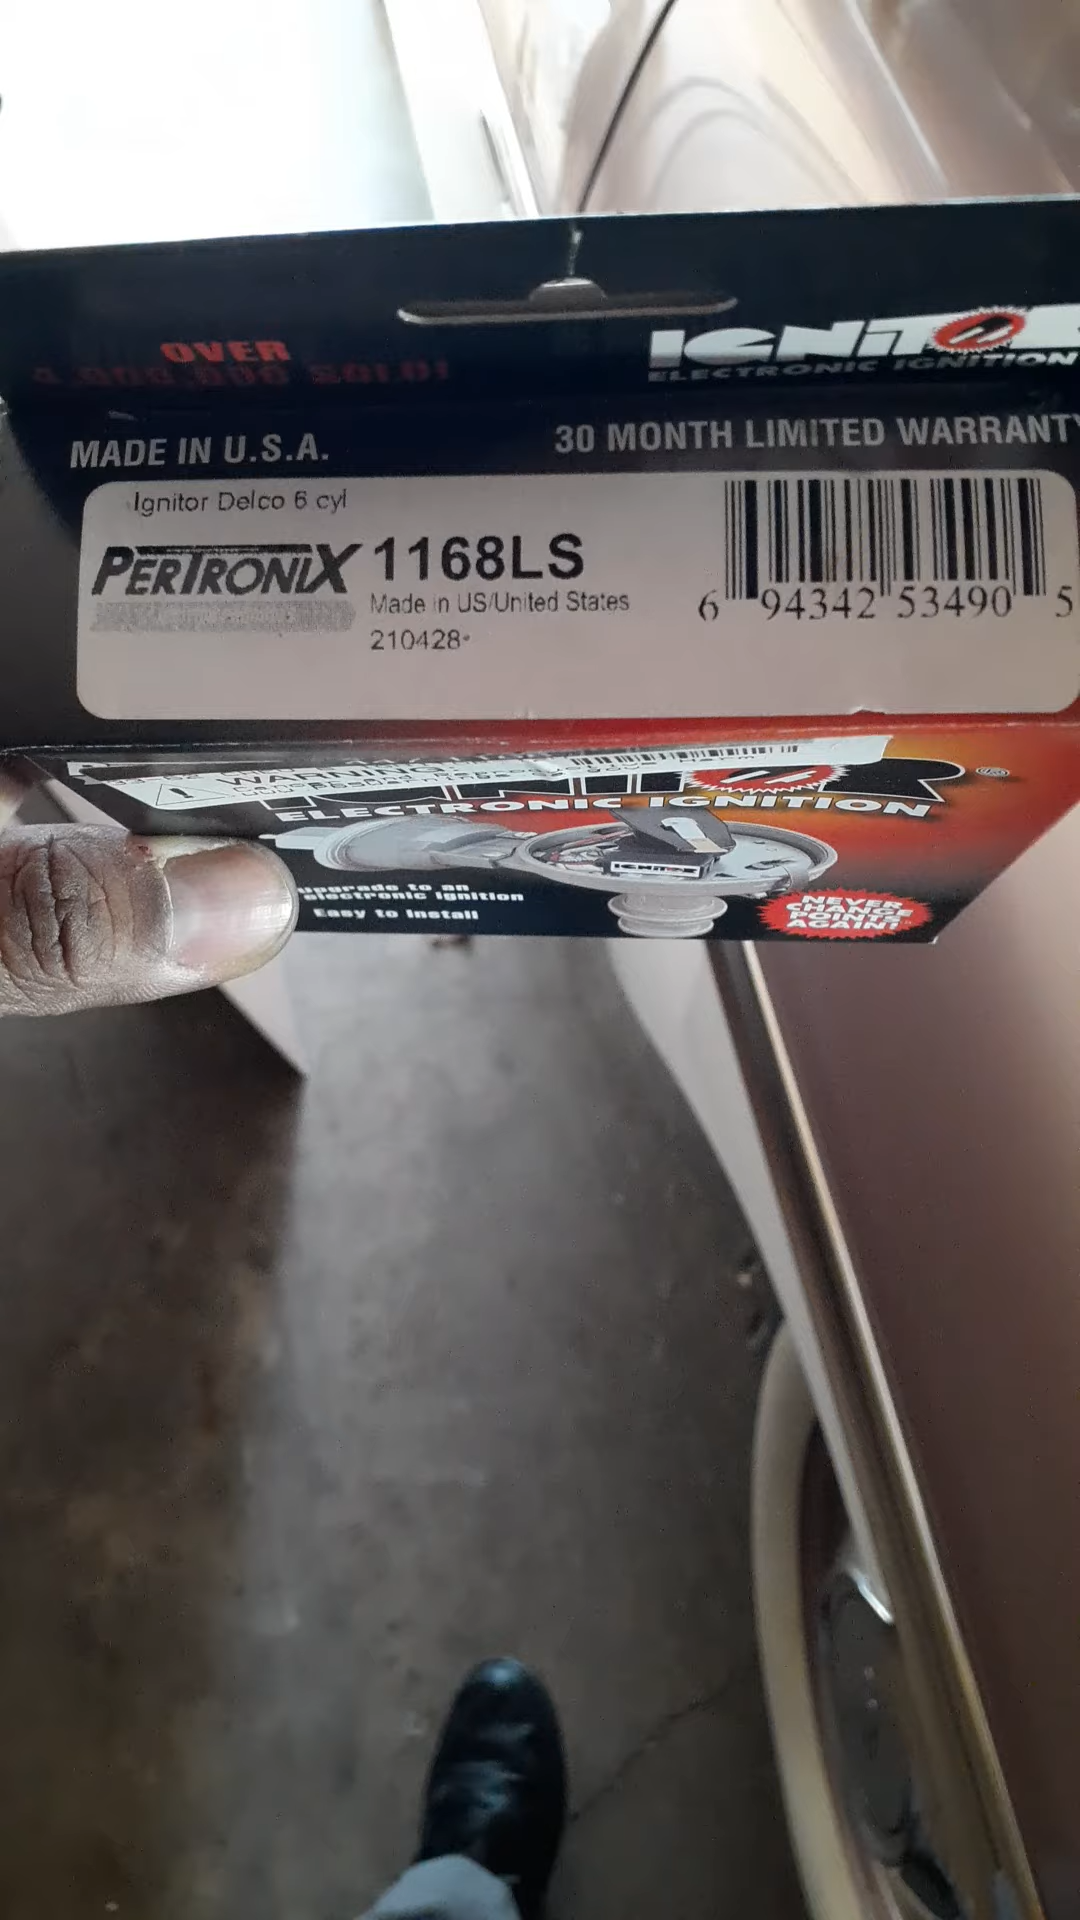 OVER
4,000,000 SOLD!
IGNITOR
ELECTRONIC IGNITION
MADE IN U.S.A.
30 MONTH LIMITED WARRANTY
Ignitor Delco 6 cyl
PERTRONIX 1168LS
Made in US/United States
210428-
6 94342 53490 5
WARNING
ELECTRONIC IGNITION
IGNITOR
upgrade to an
electronic ignition
Easy to install
NEVER
CHANGE
POINTS
AGAIN!